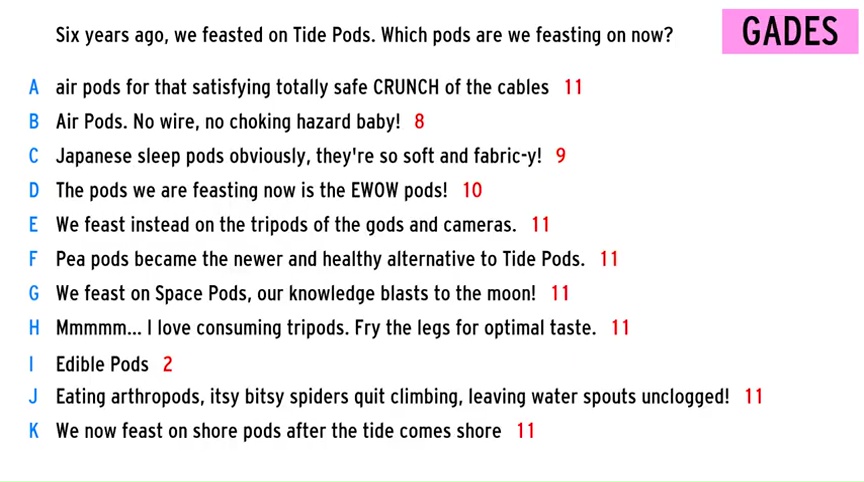 Six years ago, we feasted on Tide Pods. Which pods are we feasting on now?
GADES
A air pods for that satisfying totally safe CRUNCH of the cables 11
B Air Pods. No wire, no choking hazard baby! 8
C Japanese sleep pods obviously, they're so soft and fabric-y! 9
D The pods we are feasting now is the EWOW pods! 10
E We feast instead on the tripods of the gods and cameras. 11
F Pea pods became the newer and healthy alternative to Tide Pods. 11
G We feast on Space Pods, our knowledge blasts to the moon! 11
H Mmmmm... I love consuming tripods. Fry the legs for optimal taste. 11
I Edible Pods 2
J Eating arthropods, itsy bitsy spiders quit climbing, leaving water spouts unclogged! 11
K We now feast on shore pods after the tide comes shore 11